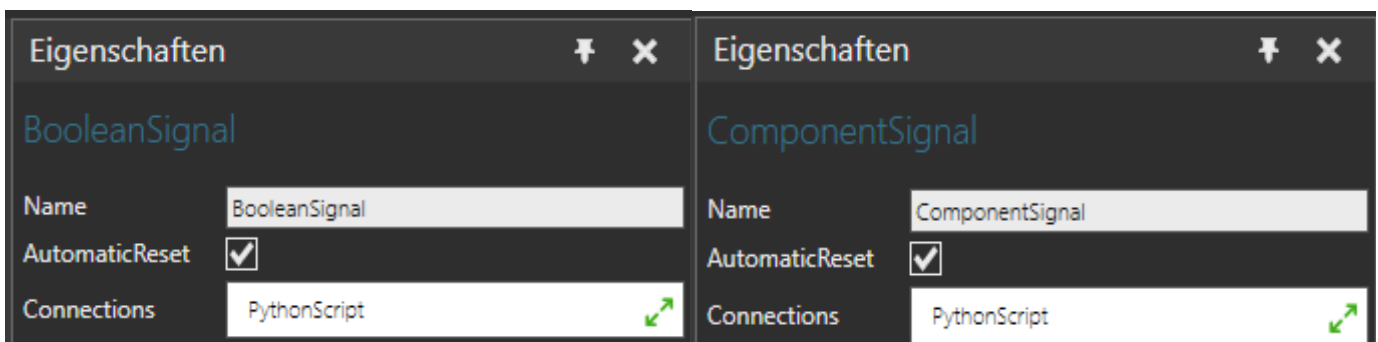 Eigenschaften
BooleanSignal
Name BooleanSignal
AutomaticReset
Connections PythonScript
Eigenschaften
ComponentSignal
Name ComponentSignal
AutomaticReset
Connections PythonScript